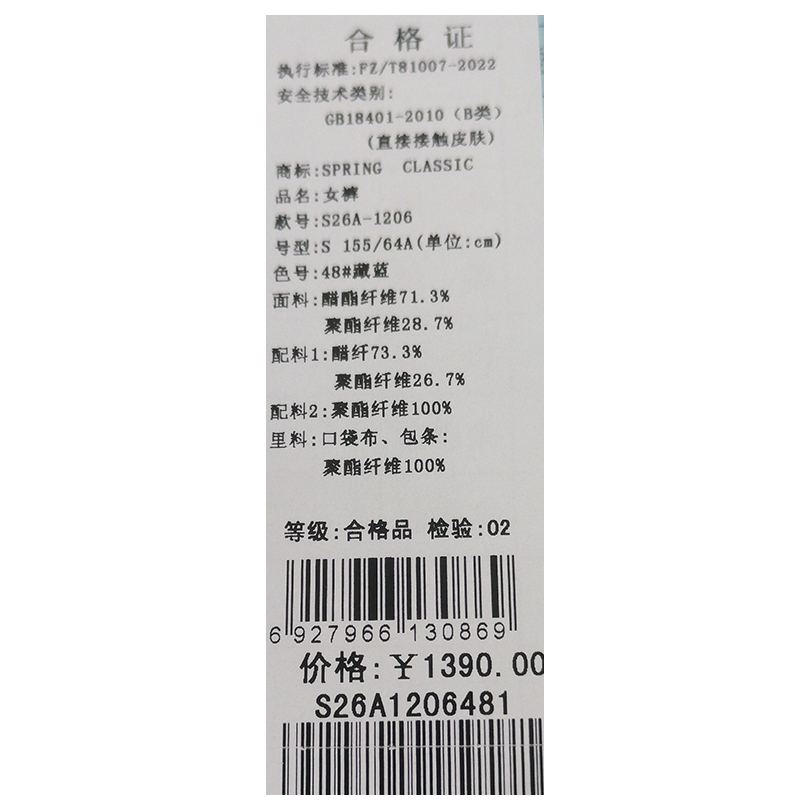 合格证
执行标准:FZ/T81007-2022
安全技术类别:
GB18401-2010（B类）
(直接接触皮肤)
商标:SPRING CLASSIC
品名:女裤
款号:S26A-1206
号型:S 155/64A(单位:cm)
色号:48#藏蓝
面料:醋酯纤维71.3%
聚酯纤维28.7%
配料1:醋纤73.3%
聚酯纤维26.7%
配料2:聚酯纤维100%
里料:口袋布、包条:
聚酯纤维100%
等级:合格品 检验:02
6 927966 130869
价格:￥1390.00
S26A1206481